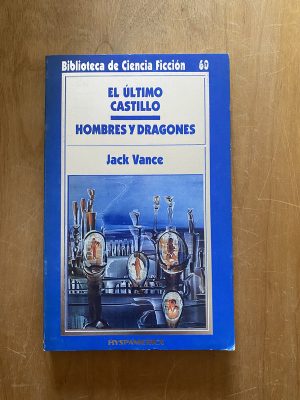 Biblioteca de Ciencia Ficción 60
EL ÚLTIMO
CASTILLO
HOMBRES Y DRAGONES
Jack Vance
HYSPAMERICA